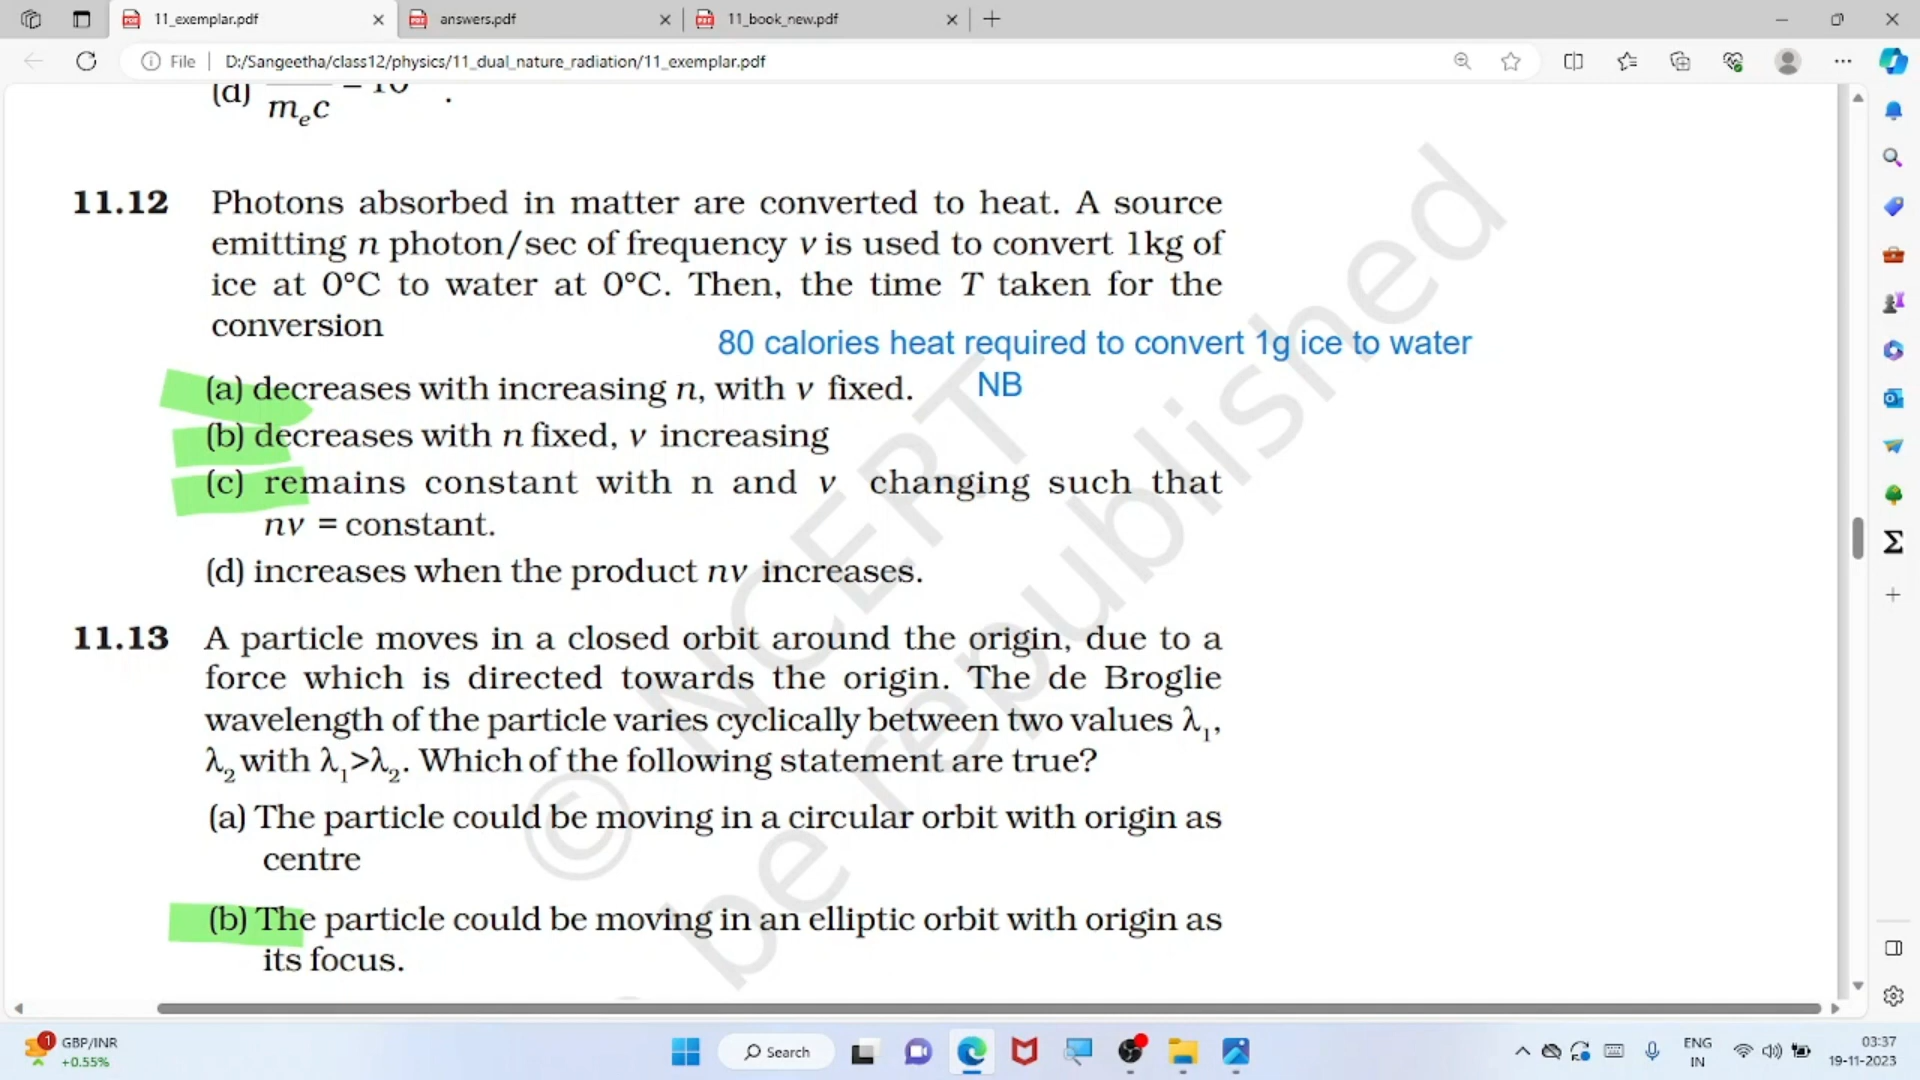 11_exemplar.pdf
answers.pdf
11_book_new.pdf
File
D:/Sangeetha/class12/physics/11_dual_nature_radiation/11_exemplar.pdf
(d) mₑc = 10 .
11.12 Photons absorbed in matter are converted to heat. A source
emitting n photon/sec of frequency ν is used to convert 1kg of
ice at 0°C to water at 0°C. Then, the time T taken for the
conversion
80 calories heat required to convert 1g ice to water
NB
(a) decreases with increasing n, with ν fixed.
(b) decreases with n fixed, ν increasing
(c) remains constant with n and ν changing such that
nν = constant.
(d) increases when the product nν increases.
11.13 A particle moves in a closed orbit around the origin, due to a
force which is directed towards the origin. The de Broglie
wavelength of the particle varies cyclically between two values λ₁,
λ₂ with λ₁>λ₂. Which of the following statement are true?
(a) The particle could be moving in a circular orbit with origin as
centre
(b) The particle could be moving in an elliptic orbit with origin as
its focus.
© NCERT
be republished
1
GBP/INR
+0.55%
Search
ENG
IN
03:37
19-11-2023